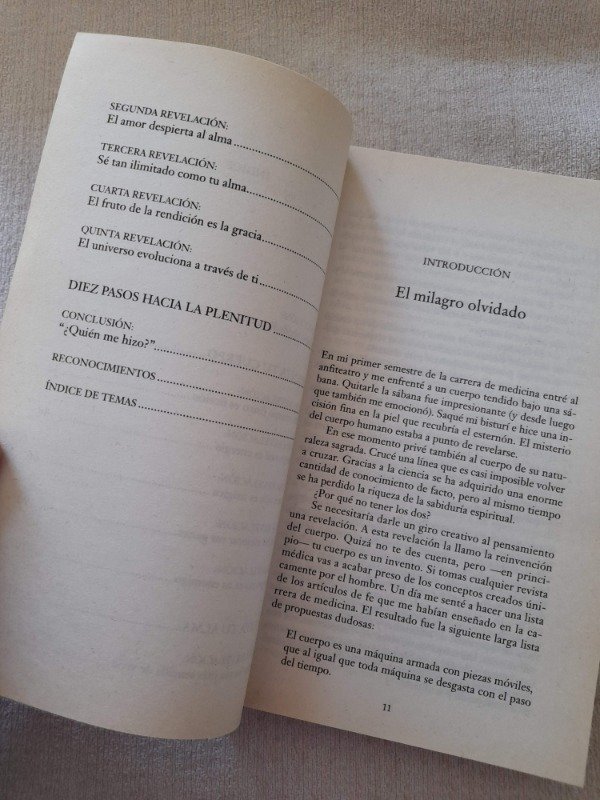 SEGUNDA REVELACIÓN:
El amor despierta al alma
TERCERA REVELACIÓN:
Sé tan ilimitado como tu alma
CUARTA REVELACIÓN:
El fruto de la rendición es la gracia
QUINTA REVELACIÓN:
El universo evoluciona a través de ti
DIEZ PASOS HACIA LA PLENITUD
CONCLUSIÓN:
“¿Quién me hizo?”
RECONOCIMIENTOS
ÍNDICE DE TEMAS
INTRODUCCIÓN
El milagro olvidado
En mi primer semestre de la carrera de medicina entré al
anfiteatro y me enfrenté a un cuerpo tendido bajo una sá-
bana. Quitarle la sábana fue impresionante (y desde luego
que también me emocionó). Saqué mi bisturí e hice una in-
cisión fina en la piel que recubría el esternón. El misterio
del cuerpo humano estaba a punto de revelarse.
En ese momento privé también al cuerpo de su natu-
raleza sagrada. Crucé una línea que es casi imposible volver
a cruzar. Gracias a la ciencia se ha adquirido una enorme
cantidad de conocimiento de facto, pero al mismo tiempo
se ha perdido la riqueza de la sabiduría espiritual.
¿Por qué no tener los dos?
Se necesitaría darle un giro creativo al pensamiento
una revelación. A esta revelación la llamo la reinvención
del cuerpo. Quizá no te des cuenta, pero —en princi-
pio— tu cuerpo es un invento. Si tomas cualquier revista
médica vas a acabar preso de los conceptos creados úni-
camente por el hombre. Un día me senté a hacer una lista
de los artículos de fe que me habían enseñado en la ca-
rrera de medicina. El resultado fue la siguiente larga lista
de propuestas dudosas:
El cuerpo es una máquina armada con piezas móviles,
que al igual que toda máquina se desgasta con el paso
del tiempo.
11